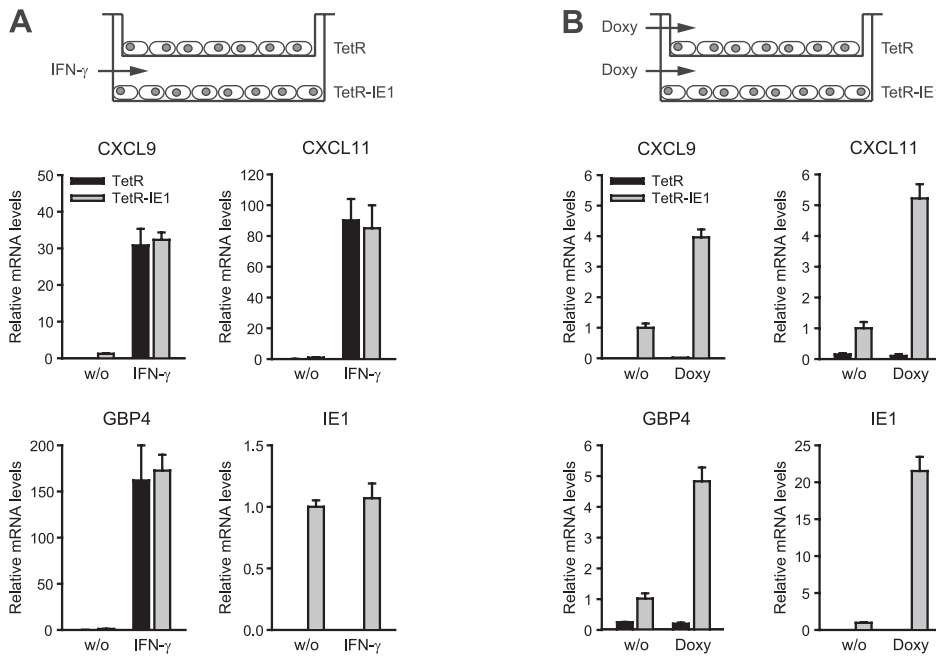 A
TetR
IFN-γ
TetR-IE1
CXCL9
Relative mRNA levels
50
40
30
20
10
0
TetR
TetR-IE1
w/o
IFN-γ
CXCL11
Relative mRNA levels
120
100
80
60
40
20
0
w/o
IFN-γ
GBP4
Relative mRNA levels
200
150
100
50
0
w/o
IFN-γ
IE1
Relative mRNA levels
1.5
1.0
0.5
0.0
w/o
IFN-γ
B
Doxy
TetR
Doxy
TetR-IE1
CXCL9
Relative mRNA levels
6
5
4
3
2
1
0
TetR
TetR-IE1
w/o
Doxy
CXCL11
Relative mRNA levels
6
5
4
3
2
1
0
w/o
Doxy
GBP4
Relative mRNA levels
6
5
4
3
2
1
0
w/o
Doxy
IE1
Relative mRNA levels
25
20
15
10
5
0
w/o
Doxy